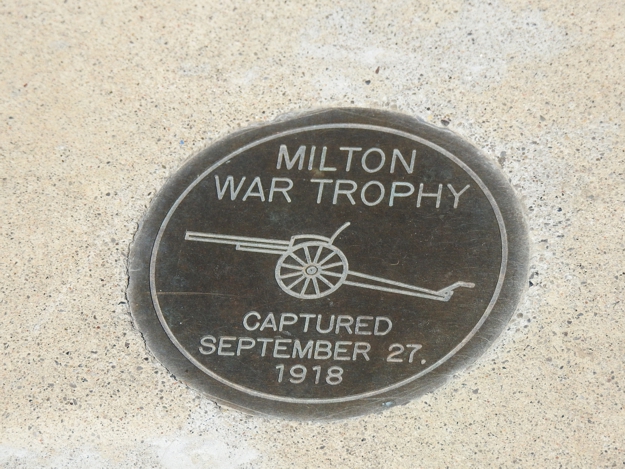 MILTON
WAR TROPHY
CAPTURED
SEPTEMBER 27.
1918